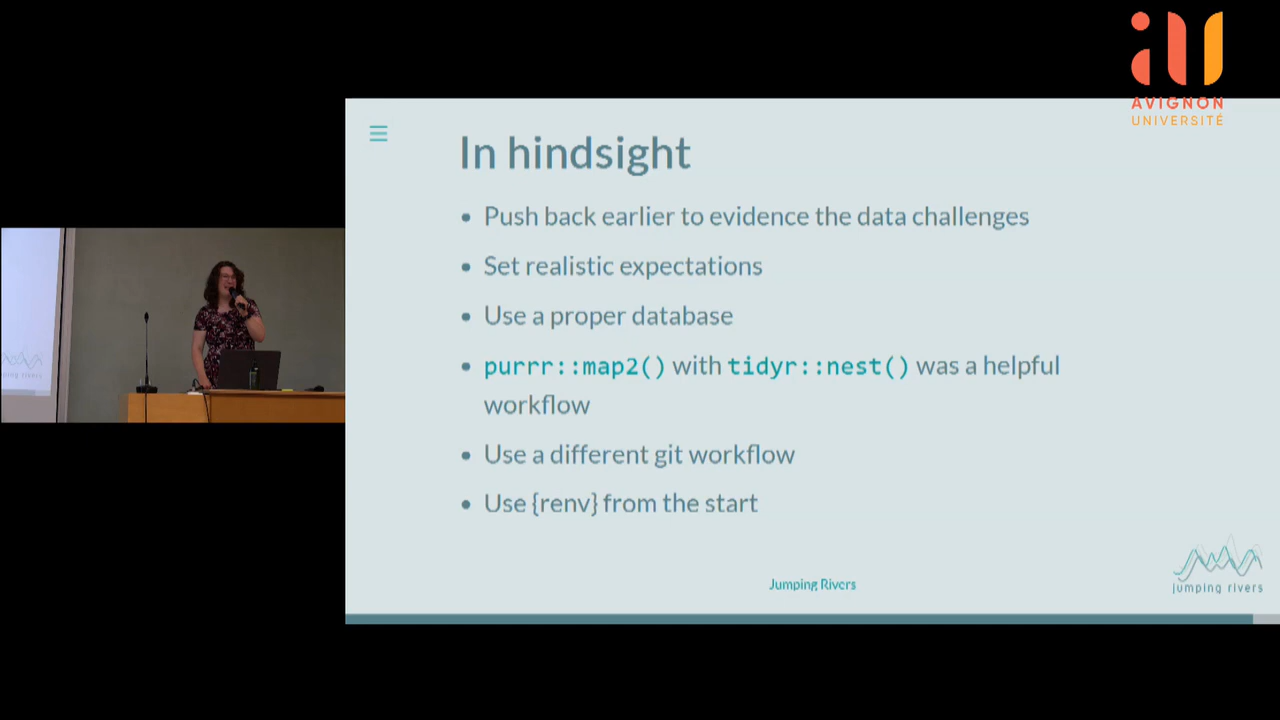 AVIGNON
UNIVERSITÉ
In hindsight
• Push back earlier to evidence the data challenges
• Set realistic expectations
• Use a proper database
• purrr::map2() with tidyr::nest() was a helpful
workflow
• Use a different git workflow
• Use {renv} from the start
Jumping Rivers
jumping rivers